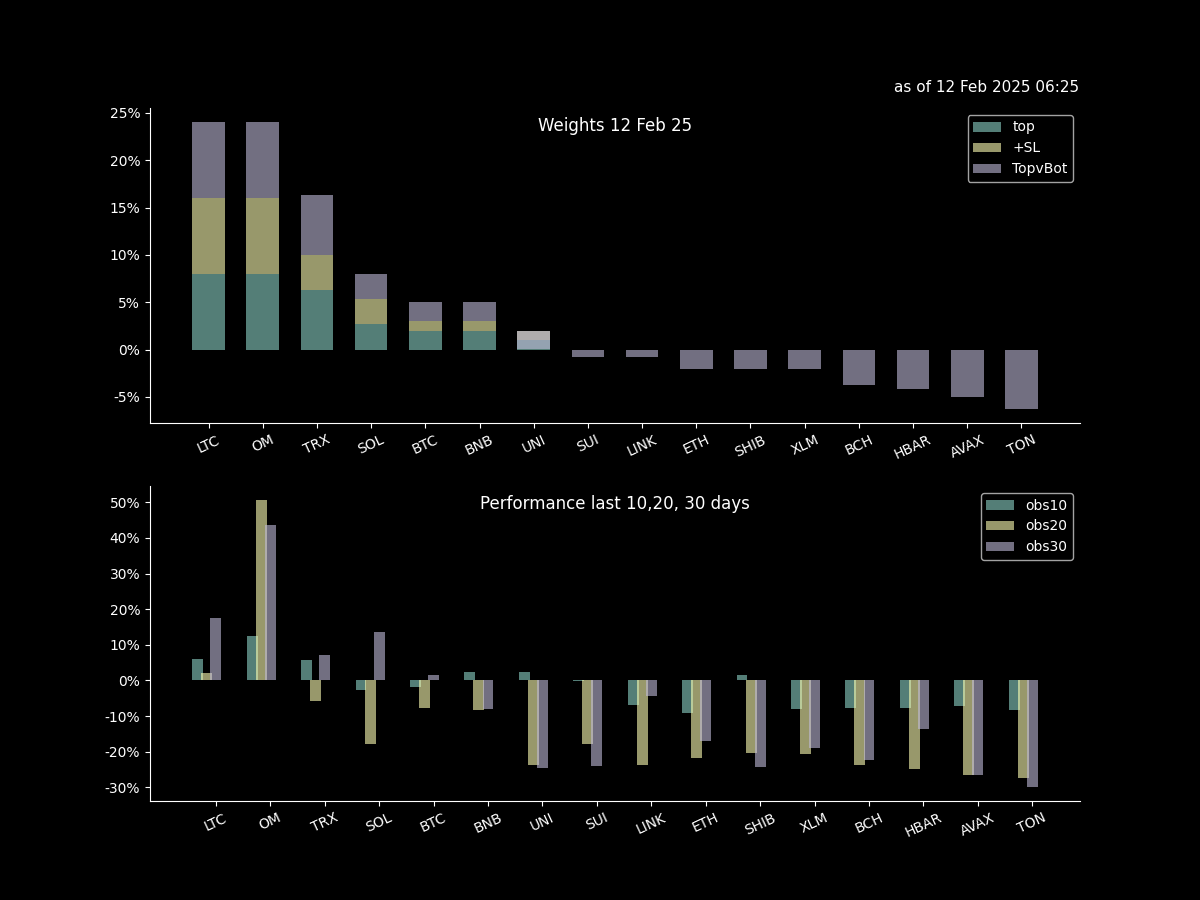 as of 12 Feb 2025 06:25
Weights 12 Feb 25
top
+SL
TopvBot
25%
20%
15%
10%
5%
0%
-5%
LTC OM TRX SOL BTC BNB UNI SUI LINK ETH SHIB XLM BCH HBAR AVAX TON
Performance last 10,20, 30 days
obs10
obs20
obs30
50%
40%
30%
20%
10%
0%
-10%
-20%
-30%
LTC OM TRX SOL BTC BNB UNI SUI LINK ETH SHIB XLM BCH HBAR AVAX TON